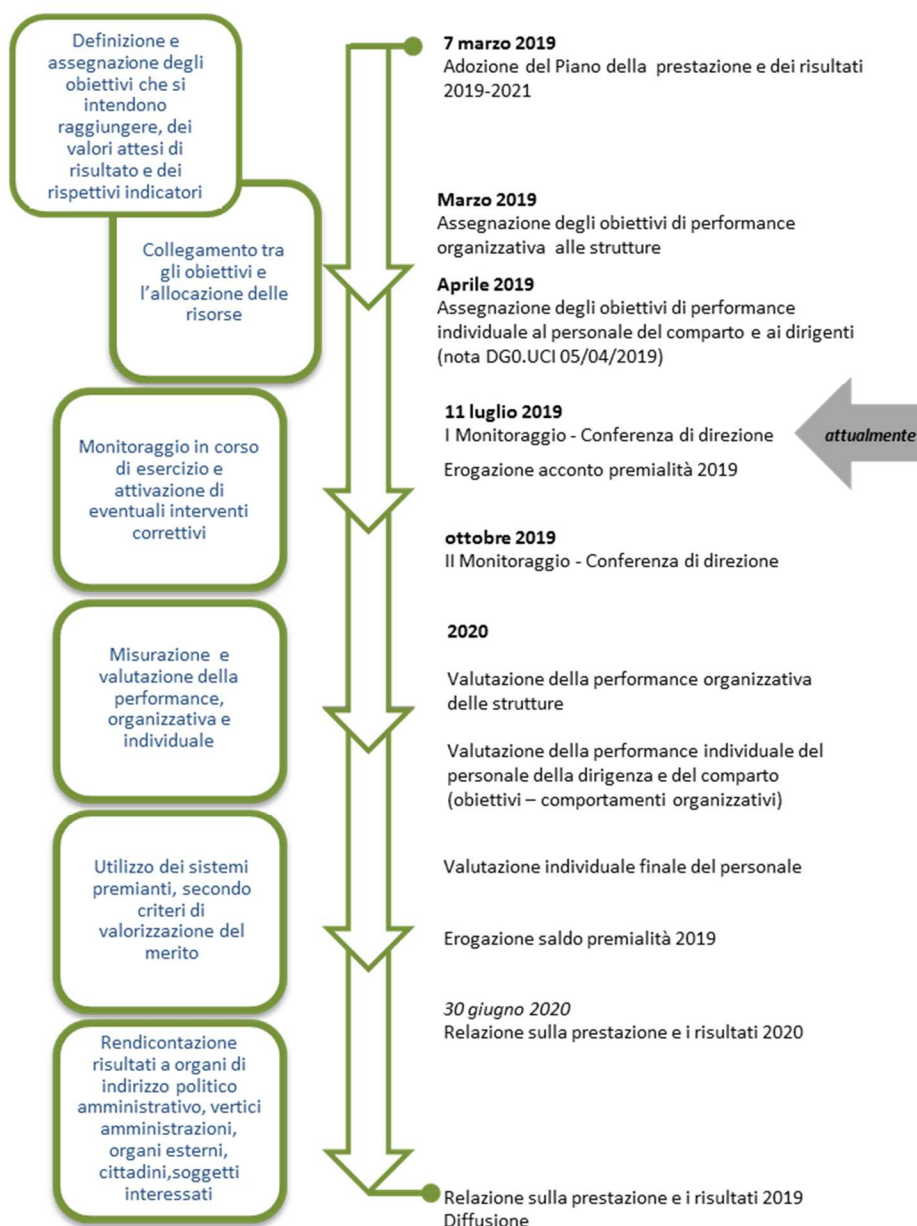 Definizione e
assegnazione degli
obiettivi che si
intendono
raggiungere, dei
valori attesi di
risultato e dei
rispettivi indicatori
7 marzo 2019
Adozione del Piano della prestazione e dei risultati
2019-2021
Collegamento tra
gli obiettivi e
l’allocazione delle
risorse
Marzo 2019
Assegnazione degli obiettivi di performance
organizzativa alle strutture
Aprile 2019
Assegnazione degli obiettivi di performance
individuale al personale del comparto e ai dirigenti
(nota DG0.UCI 05/04/2019)
Monitoraggio in corso
di esercizio e
attivazione di
eventuali interventi
correttivi
11 luglio 2019
I Monitoraggio - Conferenza di direzione
attualmente
Erogazione acconto premialità 2019
ottobre 2019
II Monitoraggio - Conferenza di direzione
Misurazione e
valutazione della
performance,
organizzativa e
individuale
2020
Valutazione della performance organizzativa
delle strutture
Valutazione della performance individuale del
personale della dirigenza e del comparto
(obiettivi – comportamenti organizzativi)
Utilizzo dei sistemi
premianti, secondo
criteri di
valorizzazione del
merito
Valutazione individuale finale del personale
Erogazione saldo premialità 2019
30 giugno 2020
Relazione sulla prestazione e i risultati 2020
Rendicontazione
risultati a organi di
indirizzo politico
amministrativo, vertici
amministrazioni,
organi esterni,
cittadini,soggetti
interessati
Relazione sulla prestazione e i risultati 2019
Diffusione